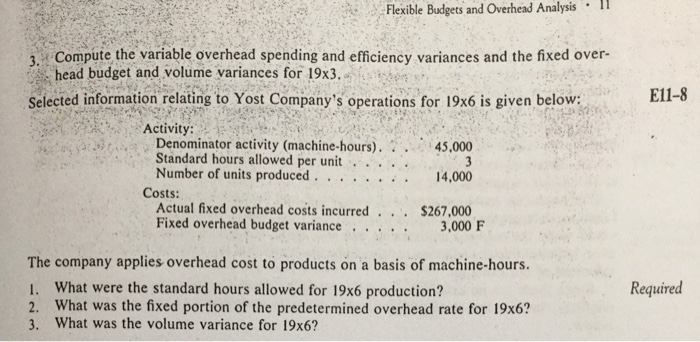 Flexible Budgets and Overhead Analysis • 11
3. Compute the variable overhead spending and efficiency variances and the fixed over-
head budget and volume variances for 19x3.
Selected information relating to Yost Company's operations for 19x6 is given below: E11–8
Activity:
Denominator activity (machine-hours). . . 45,000
Standard hours allowed per unit . . . . . 3
Number of units produced . . . . . . . . 14,000
Costs:
Actual fixed overhead costs incurred . . . $267,000
Fixed overhead budget variance . . . . . 3,000 F
The company applies overhead cost to products on a basis of machine-hours.
1. What were the standard hours allowed for 19x6 production? Required
2. What was the fixed portion of the predetermined overhead rate for 19x6?
3. What was the volume variance for 19x6?